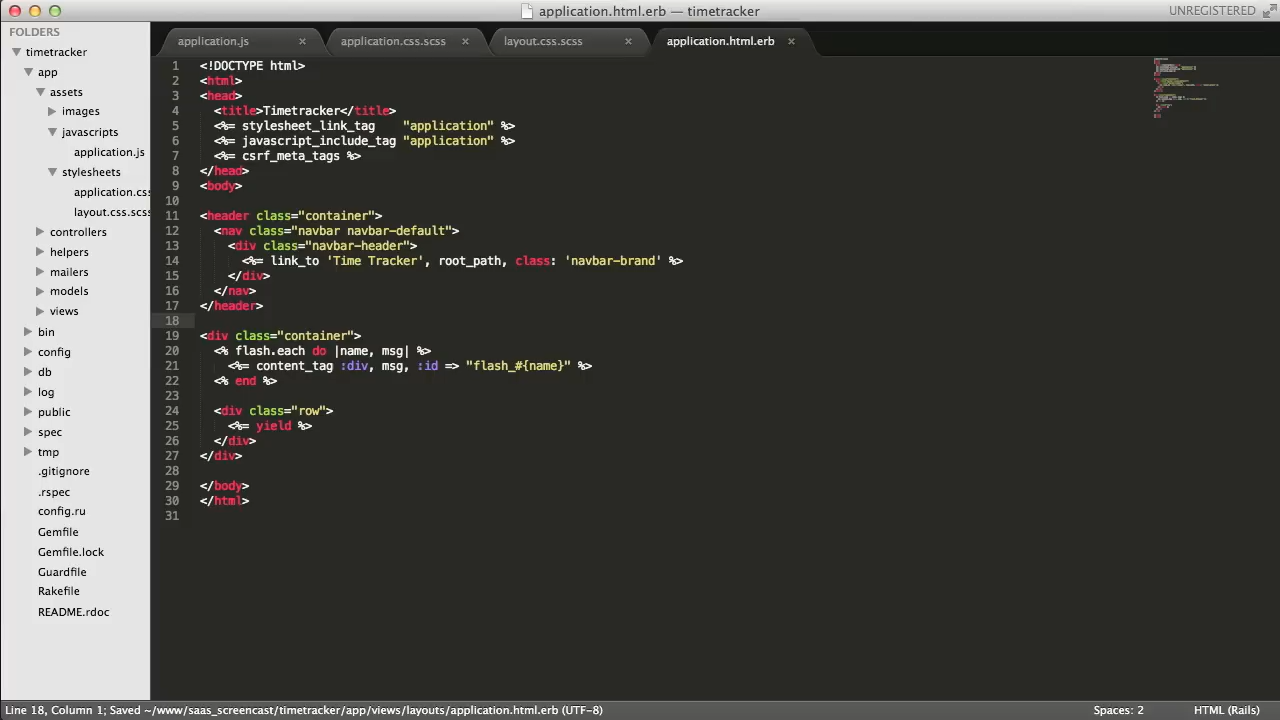 application.html.erb — timetracker
UNREGISTERED
FOLDERS
timetracker
app
assets
images
javascripts
application.js
stylesheets
application.css
layout.css.scss
controllers
helpers
mailers
models
views
bin
config
db
log
public
spec
tmp
.gitignore
.rspec
config.ru
Gemfile
Gemfile.lock
Guardfile
Rakefile
README.rdoc
application.js ×
application.css.scss ×
layout.css.scss ×
application.html.erb ×
1 <!DOCTYPE html>
2 <html>
3 <head>
4   <title>Timetracker</title>
5   <%= stylesheet_link_tag    "application" %>
6   <%= javascript_include_tag "application" %>
7   <%= csrf_meta_tags %>
8 </head>
9 <body>
10
11 <header class="container">
12   <nav class="navbar navbar-default">
13     <div class="navbar-header">
14       <%= link_to 'Time Tracker', root_path, class: 'navbar-brand' %>
15     </div>
16   </nav>
17 </header>
18
19 <div class="container">
20   <% flash.each do |name, msg| %>
21     <%= content_tag :div, msg, :id => "flash_#{name}" %>
22   <% end %>
23
24   <div class="row">
25     <%= yield %>
26   </div>
27 </div>
28
29 </body>
30 </html>
31
Line 18, Column 1; Saved ~/www/saas_screencast/timetracker/app/views/layouts/application.html.erb (UTF-8)
Spaces: 2
HTML (Rails)